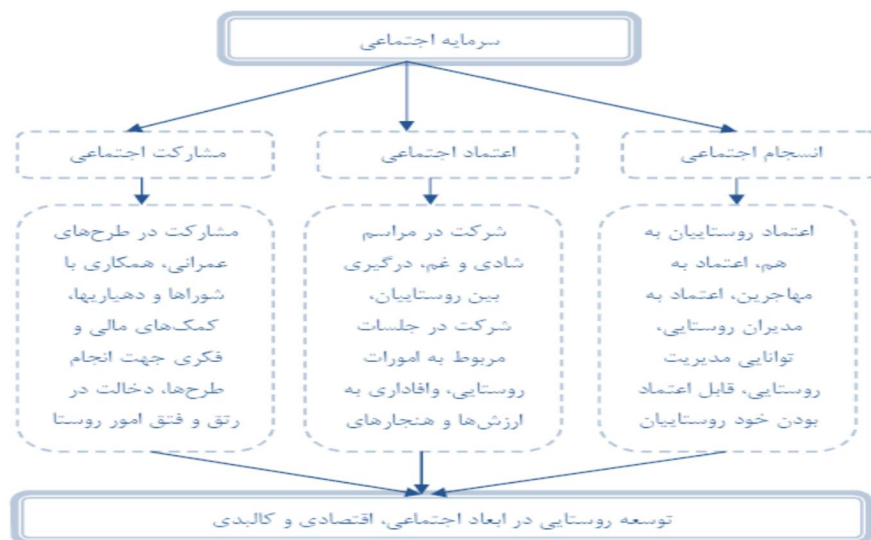 سرمایه اجتماعی
انسجام اجتماعی
اعتماد اجتماعی
مشارکت اجتماعی
اعتماد روستاییان به
هم، اعتماد به
مهاجرین، اعتماد به
مدیران روستایی،
توانایی مدیریت
روستایی، قابل اعتماد
بودن خود روستاییان
شرکت در مراسم
شادی و غم، درگیری
بین روستاییان،
شرکت در جلسات
مربوط به امورات
روستایی، وافاداری به
ارزش‌ها و هنجارهای
مشارکت در طرح‌های
عمرانی، همکاری با
شوراها و دهیاریها،
کمک‌های مالی و
فکری جهت انجام
طرح‌ها، دخالت در
رتق و فتق امور روستا
توسعه روستایی در ابعاد اجتماعی، اقتصادی و کالبدی